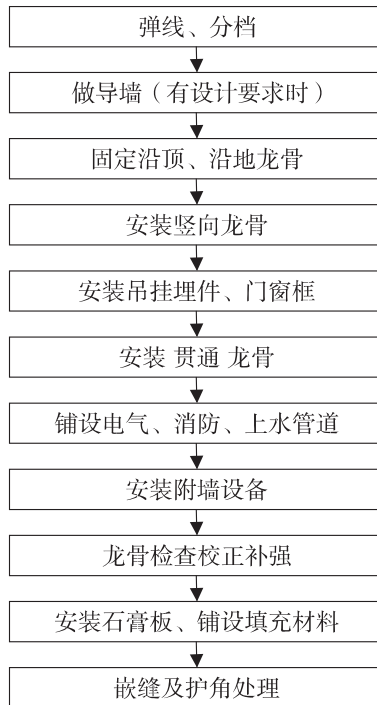 弹线、分档
做导墙（有设计要求时）
固定沿顶、沿地龙骨
安装竖向龙骨
安装吊挂埋件、门窗框
安装 贯通 龙骨
铺设电气、消防、上水管道
安装附墙设备
龙骨检查校正补强
安装石膏板、铺设填充材料
嵌缝及护角处理